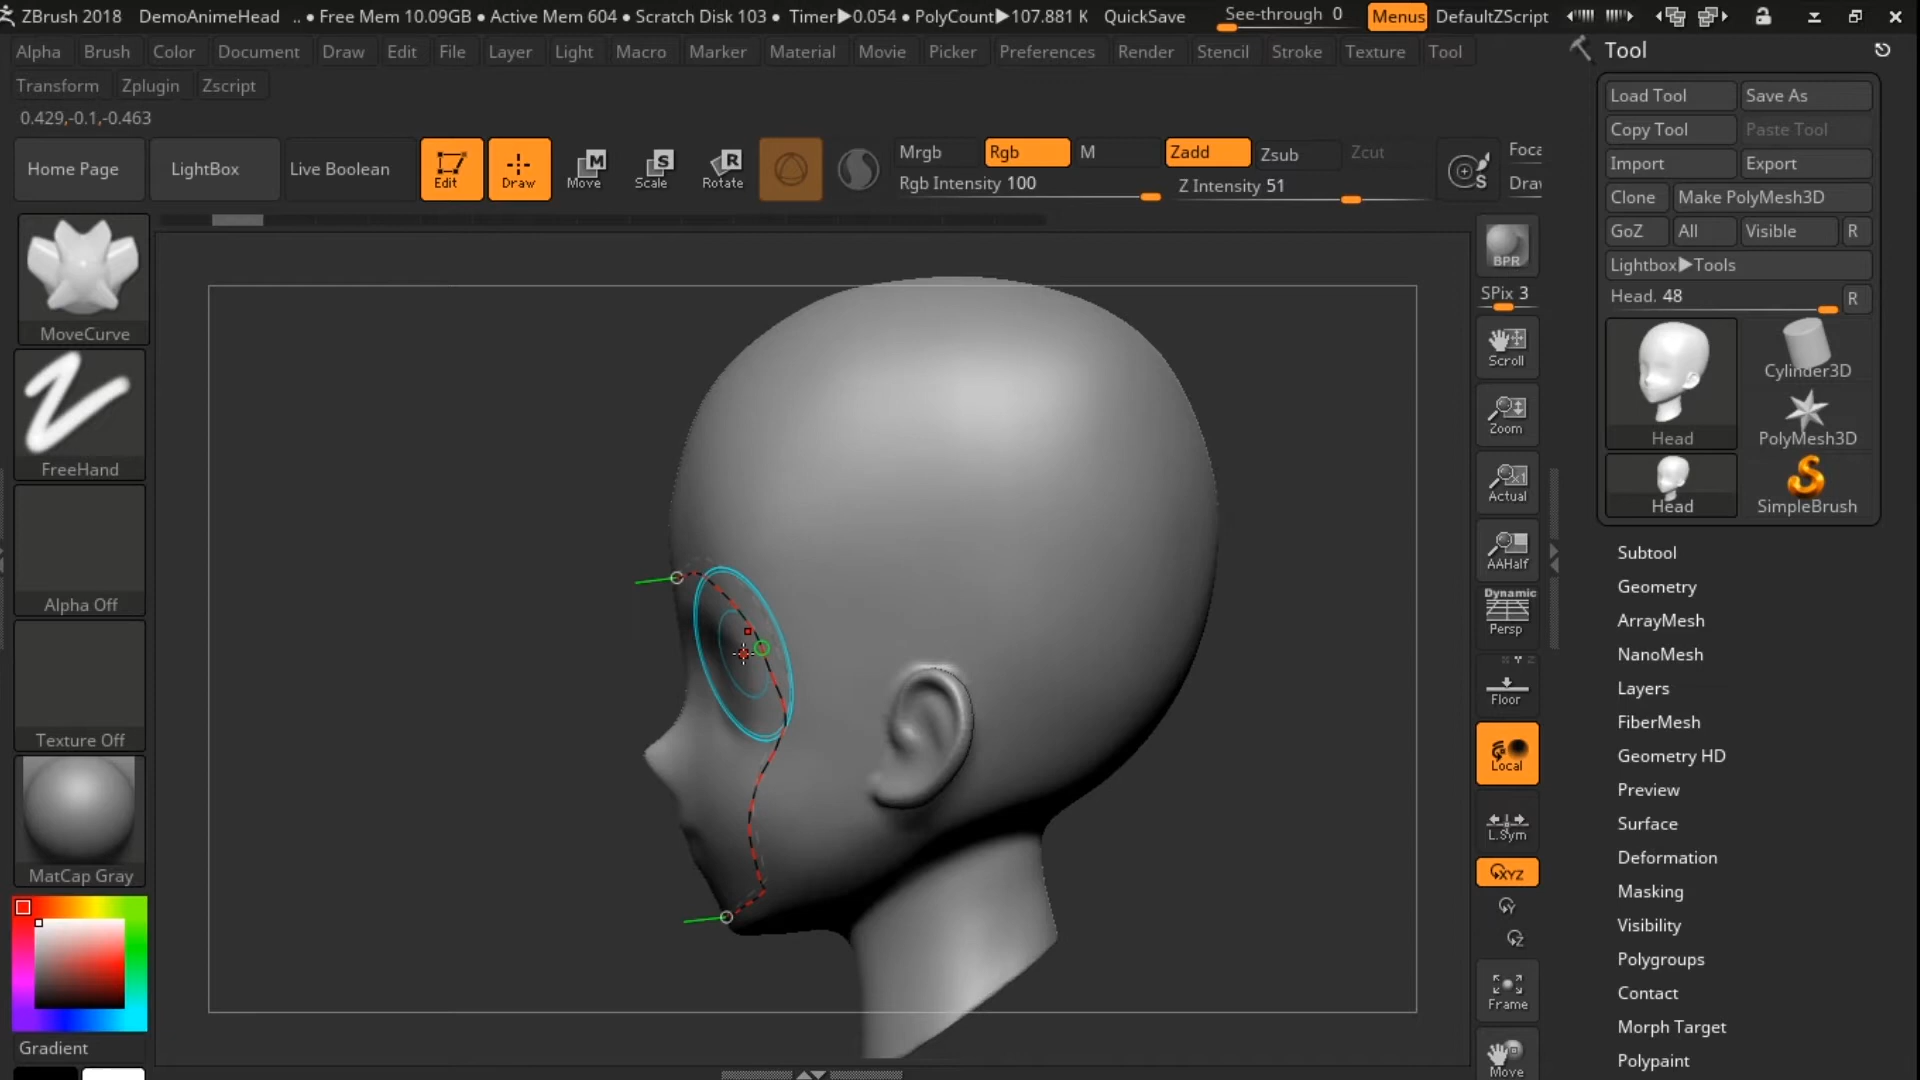 ZBrush 2018 DemoAnimeHead .. ● Free Mem 10.09GB ● Active Mem 604 ● Scratch Disk 103 ● Timer▶0.054 ● PolyCount▶107.881 K QuickSave See-through 0 Menus DefaultZScript
Alpha Brush Color Document Draw Edit File Layer Light Macro Marker Material Movie Picker Preferences Render Stencil Stroke Texture Tool
Transform Zplugin Zscript
0.429,-0.1,-0.463
Home Page LightBox Live Boolean Edit Draw Move Scale Rotate
M S R
Mrgb Rgb M Zadd Zsub Zcut
Rgb Intensity 100 Z Intensity 51
S
Foca
Drav
MoveCurve
FreeHand
Alpha Off
Texture Off
MatCap Gray
Gradient
BPR
SPix 3
Scroll
Zoom
x1
Actual
AAHalf
Dynamic
Persp
Floor
Local
L.Sym
XYZ
Y
Z
Frame
Move
Tool
Load Tool Save As
Copy Tool Paste Tool
Import Export
Clone Make PolyMesh3D
GoZ All Visible R
Lightbox▶Tools
Head. 48 R
Head Cylinder3D
PolyMesh3D
Head SimpleBrush
Subtool
Geometry
ArrayMesh
NanoMesh
Layers
FiberMesh
Geometry HD
Preview
Surface
Deformation
Masking
Visibility
Polygroups
Contact
Morph Target
Polypaint